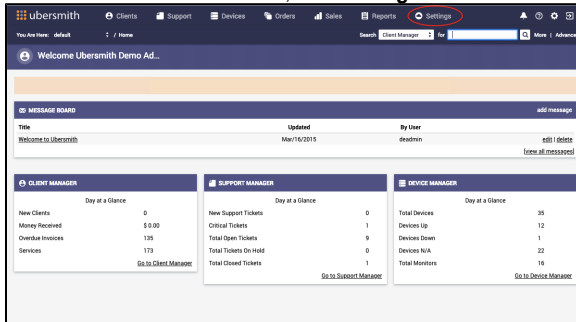 ubersmith Clients Support Devices Orders Sales Reports Settings
You Are Here: default / Home Search Client Manager for More | Advance
Welcome Ubersmith Demo Ad...
MESSAGE BOARD add message
Title Updated By User
Welcome to Ubersmith Mar/16/2015 deadmin edit | delete
[view all messages]
CLIENT MANAGER
Day at a Glance
New Clients 0
Money Received $ 0.00
Overdue Invoices 135
Services 173
Go to Client Manager
SUPPORT MANAGER
Day at a Glance
New Support Tickets 0
Critical Tickets 1
Total Open Tickets 9
Total Tickets On Hold 0
Total Closed Tickets 1
Go to Support Manager
DEVICE MANAGER
Day at a Glance
Total Devices 35
Devices Up 12
Devices Down 1
Devices N/A 22
Total Monitors 16
Go to Device Manager